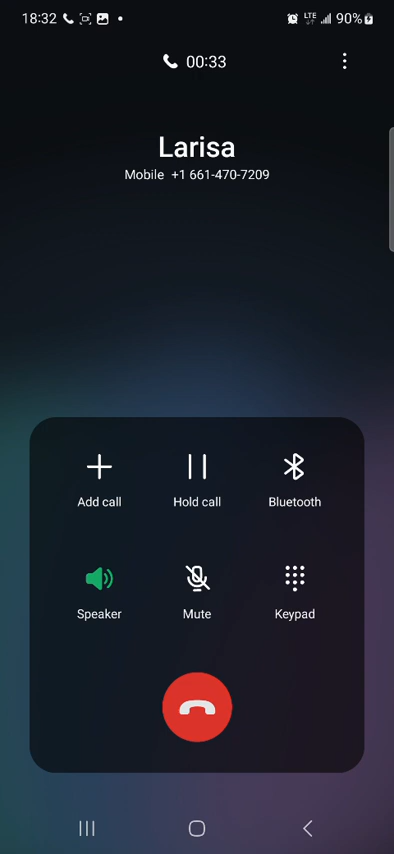 18:32 LTE 90%
00:33
Larisa
Mobile +1 661-470-7209
Add call Hold call Bluetooth
Speaker Mute Keypad